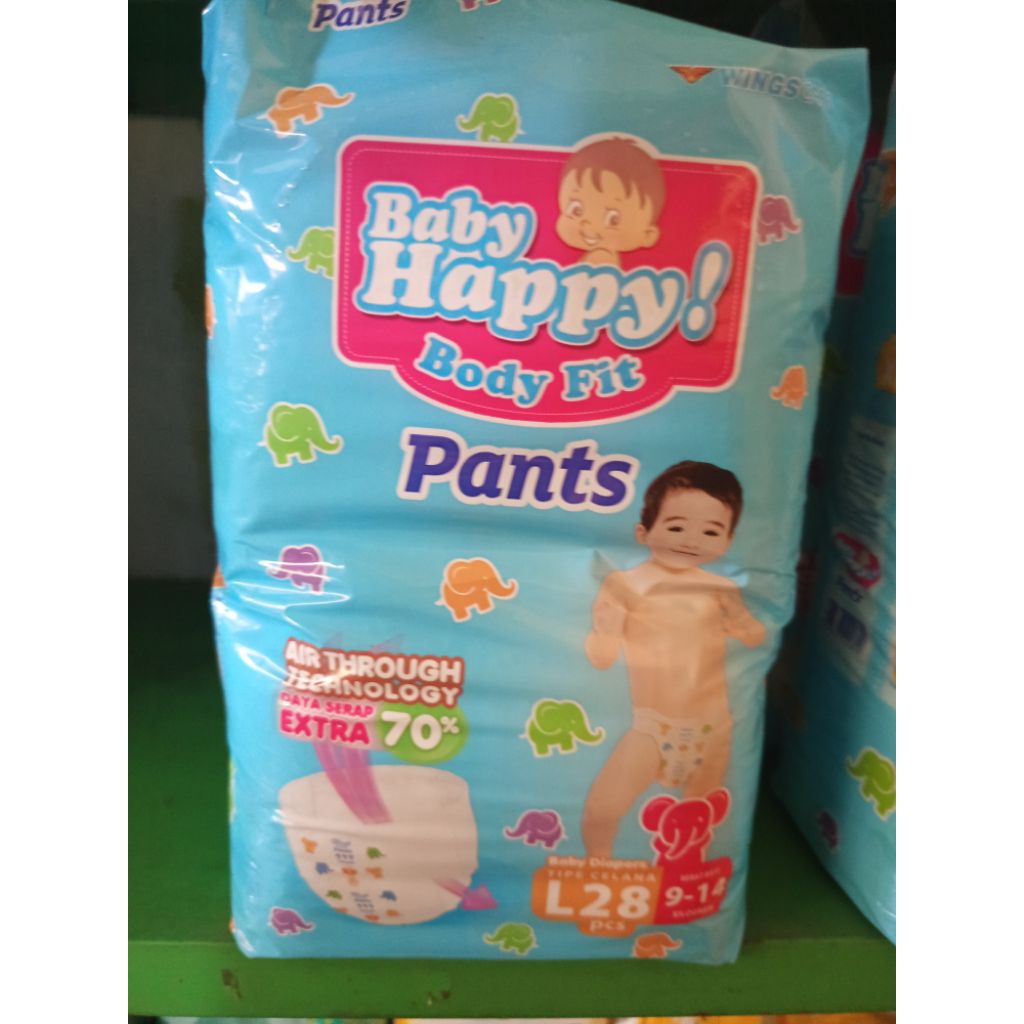 Pants
WINGS
Baby
Happy!
Body Fit
Pants
AIR THROUGH
TECHNOLOGY
DAYA SERAP
EXTRA 70%
Baby Diapers
TIPE CELANA
L28
pcs
9-14